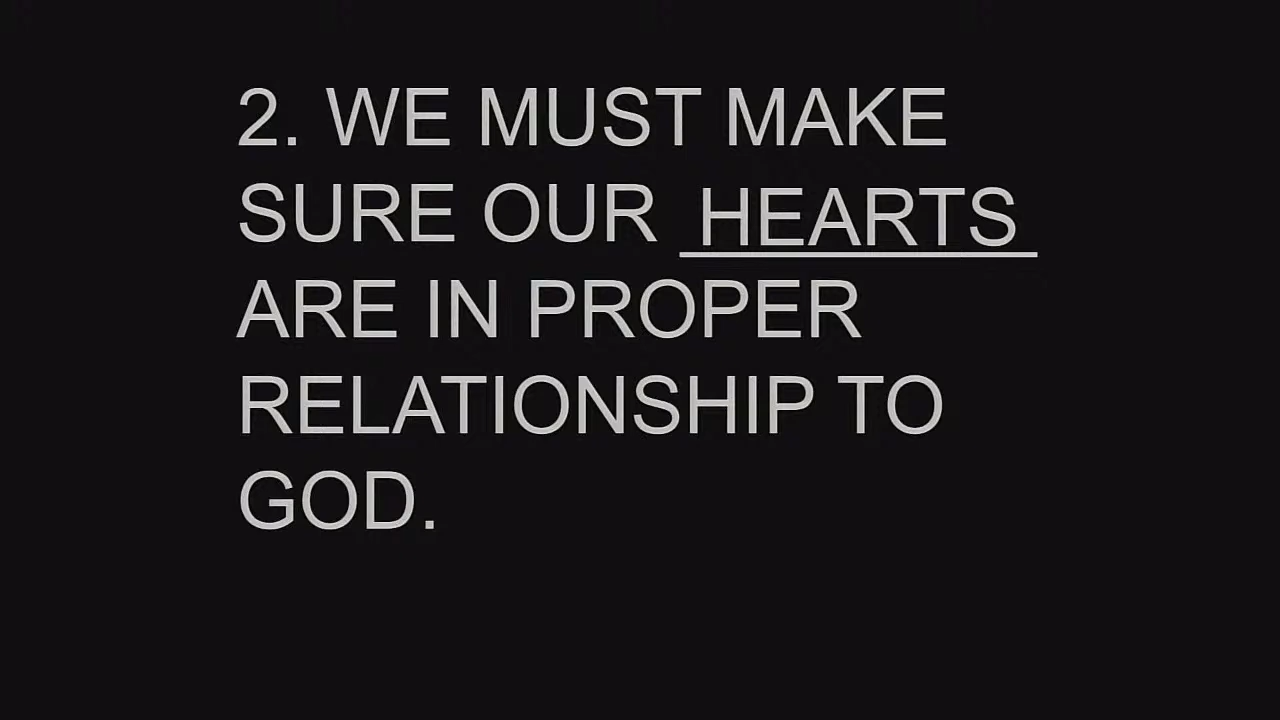 2. WE MUST MAKE
SURE OUR HEARTS
ARE IN PROPER
RELATIONSHIP TO
GOD.